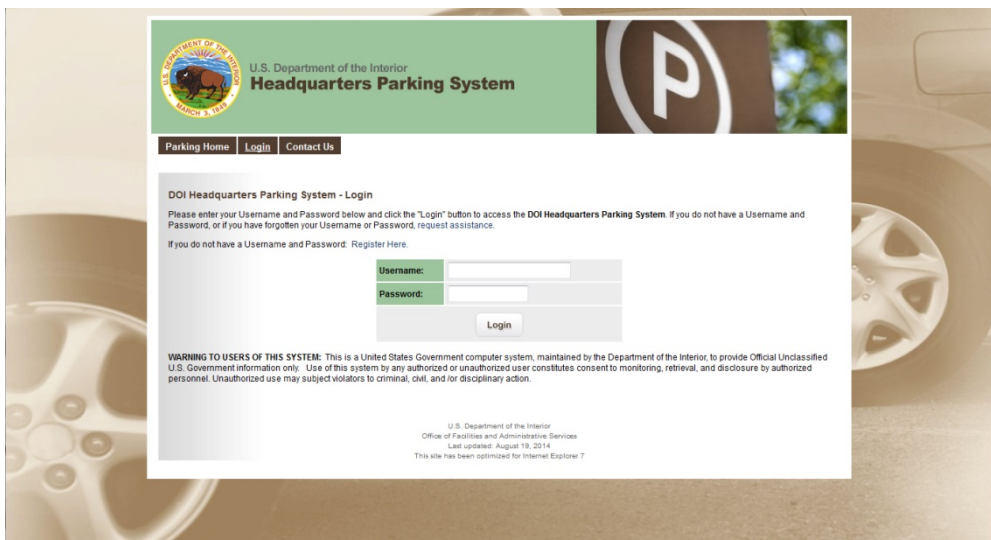 U.S. DEPARTMENT OF THE INTERIOR
MARCH 3, 1849
U.S. Department of the Interior
Headquarters Parking System
P
Parking Home Login Contact Us
DOI Headquarters Parking System - Login
Please enter your Username and Password below and click the "Login" button to access the DOI Headquarters Parking System. If you do not have a Username and
Password, or if you have forgotten your Username or Password, request assistance.
If you do not have a Username and Password: Register Here.
Username:
Password:
Login
WARNING TO USERS OF THIS SYSTEM: This is a United States Government computer system, maintained by the Department of the Interior, to provide Official Unclassified
U.S. Government information only. Use of this system by any authorized or unauthorized user constitutes consent to monitoring, retrieval, and disclosure by authorized
personnel. Unauthorized use may subject violators to criminal, civil, and /or disciplinary action.
U.S. Department of the Interior
Office of Facilities and Administrative Services
Last updated: August 19, 2014
This site has been optimized for Internet Explorer 7